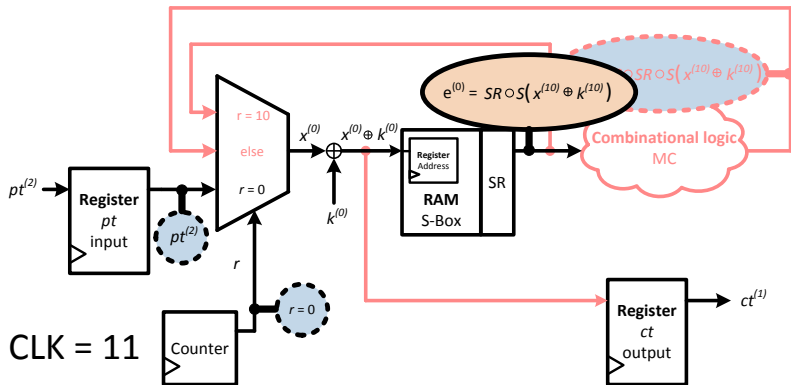 e⁽⁰⁾ = SR○S(x⁽¹⁰⁾⊕ k⁽¹⁰⁾)
○SR○S(x⁽¹⁰⁾⊕ k⁽¹⁰⁾)
r = 10
else
r = 0
x⁽⁰⁾
x⁽⁰⁾⊕ k⁽⁰⁾
k⁽⁰⁾
Register
Address
RAM
S-Box
SR
Combinational logic
MC
pt⁽²⁾
Register
pt
input
pt⁽²⁾
r
r = 0
Counter
CLK = 11
Register
ct
output
ct⁽¹⁾